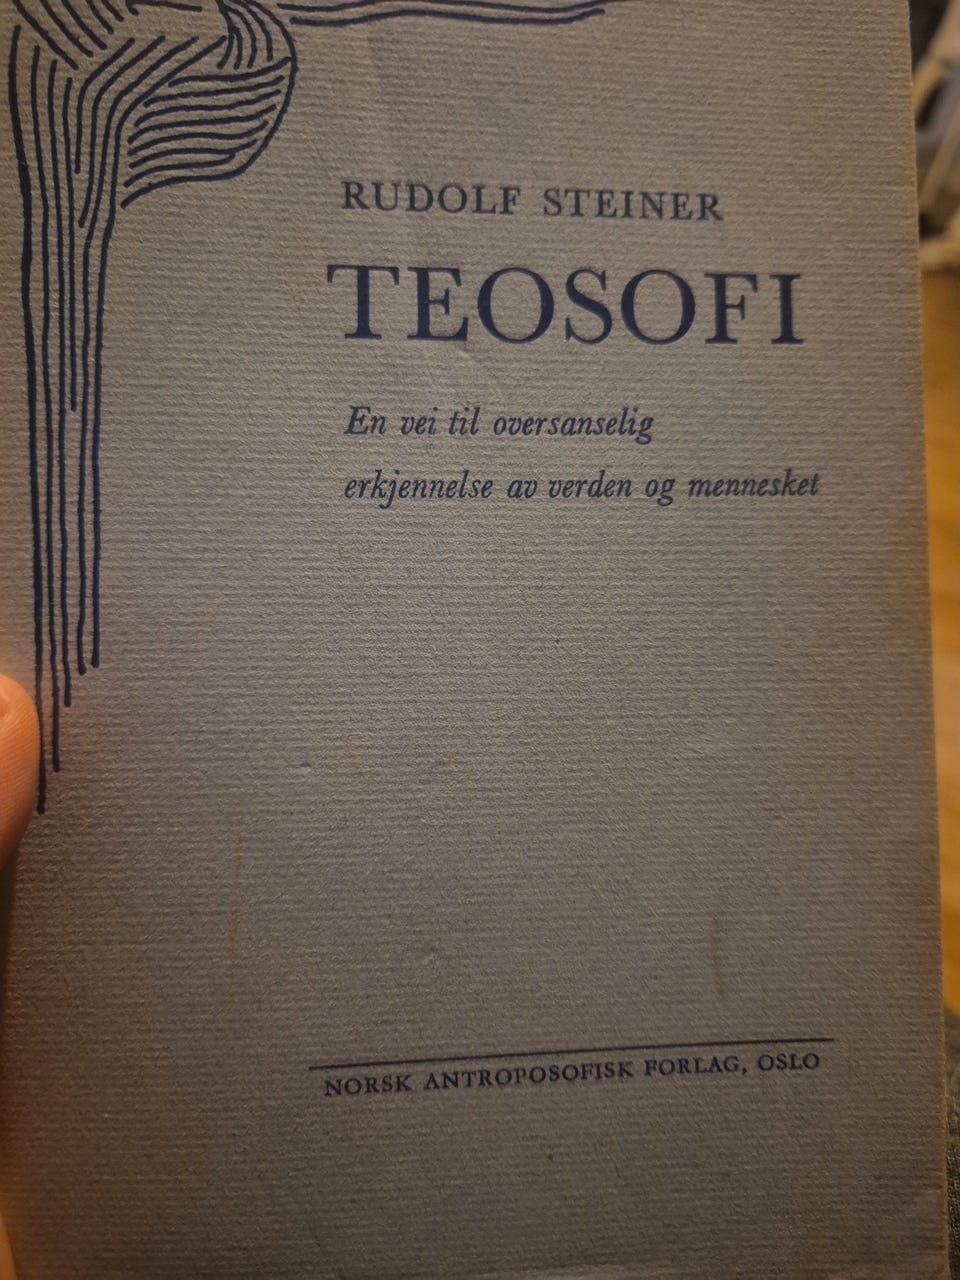 RUDOLF STEINER
TEOSOFI
En vei til oversanselig
erkjennelse av verden og mennesket
NORSK ANTROPOSOFISK FORLAG, OSLO